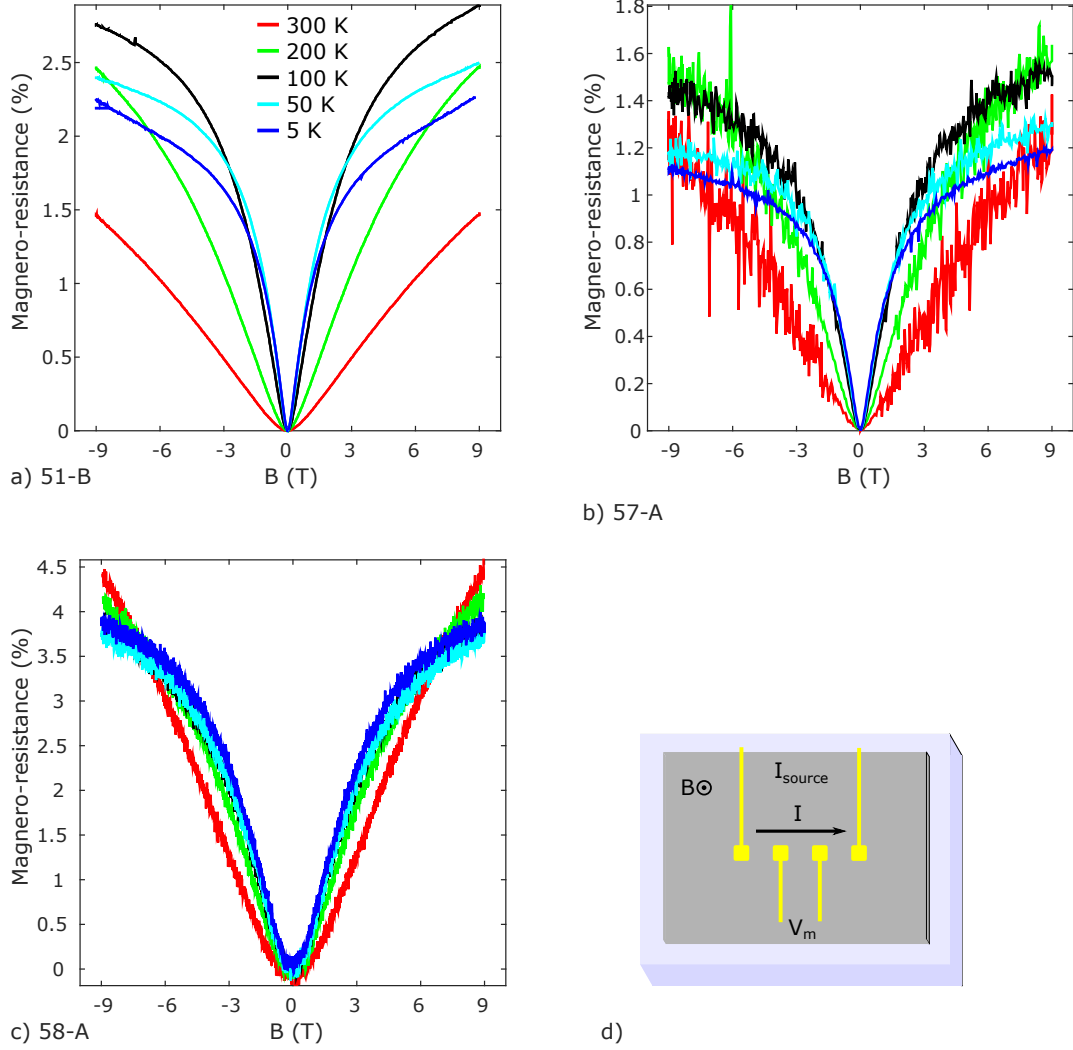 Magnero-resistance (%)
2.5
2
1.5
1
0.5
0
-9 -6 -3 0 3 6 9
B (T)
300 K
200 K
100 K
50 K
5 K
a) 51-B
Magnero-resistance (%)
1.8
1.6
1.4
1.2
1
0.8
0.6
0.4
0.2
0
-9 -6 -3 0 3 6 9
B (T)
b) 57-A
Magnero-resistance (%)
4.5
4
3.5
3
2.5
2
1.5
1
0.5
0
-9 -6 -3 0 3 6 9
B (T)
c) 58-A
I_source
B⊙
I
V_m
d)